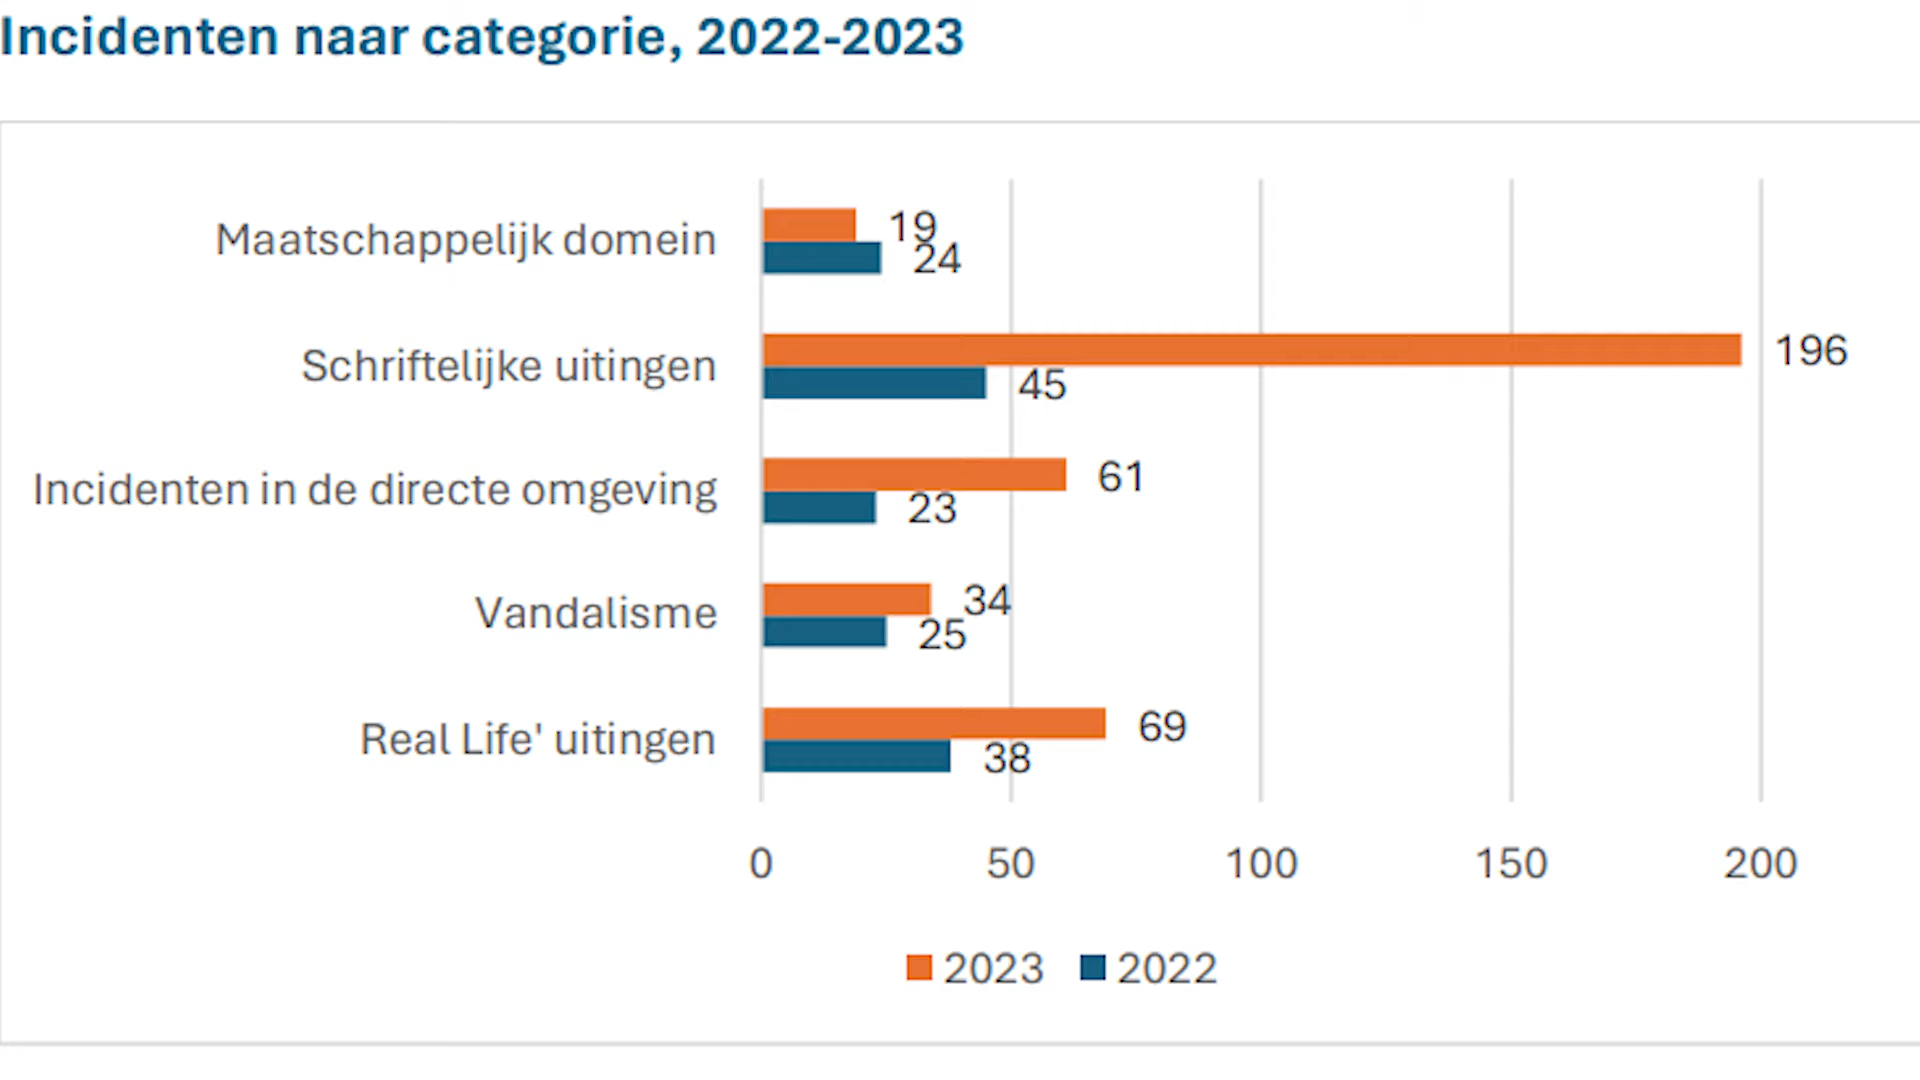 Incidenten naar categorie, 2022-2023
Maatschappelijk domein
19
24
Schriftelijke uitingen
196
45
Incidenten in de directe omgeving
61
23
Vandalisme
34
25
Real Life' uitingen
69
38
0 50 100 150 200
2023 2022